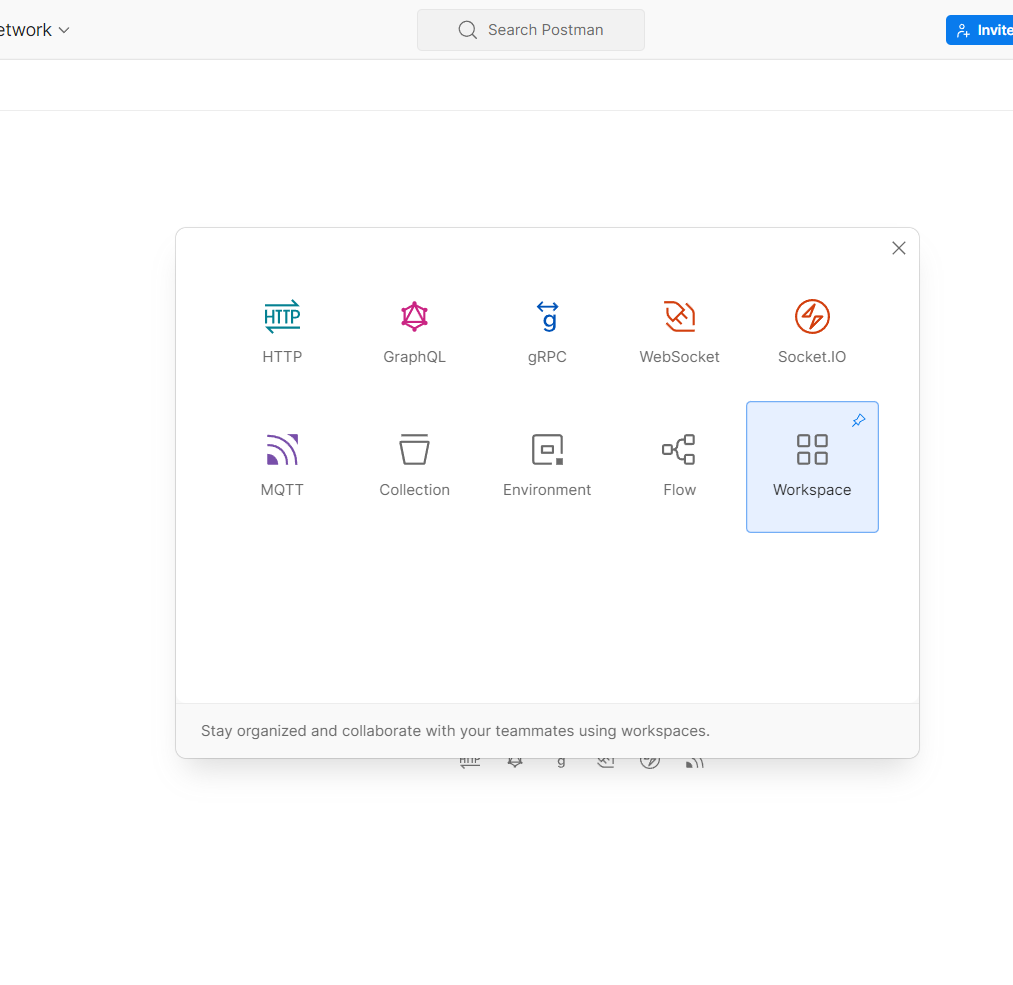 etwork
Search Postman
Invite
HTTP
HTTP
GraphQL
g
gRPC
WebSocket
Socket.IO
MQTT
Collection
Environment
Flow
Workspace
Stay organized and collaborate with your teammates using workspaces.
HTTP
g